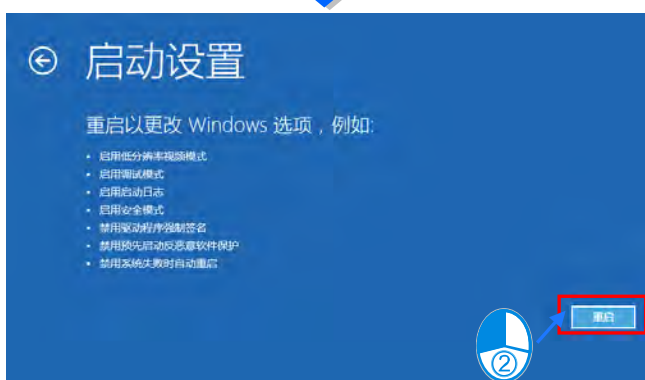 启动设置
重启以更改 Windows 选项，例如:
• 启用低分辨率视频模式
• 启用调试模式
• 启用启动日志
• 启用安全模式
• 禁用驱动程序强制签名
• 禁用预先启动反恶意软件保护
• 禁用系统失败时自动重启
重启
②